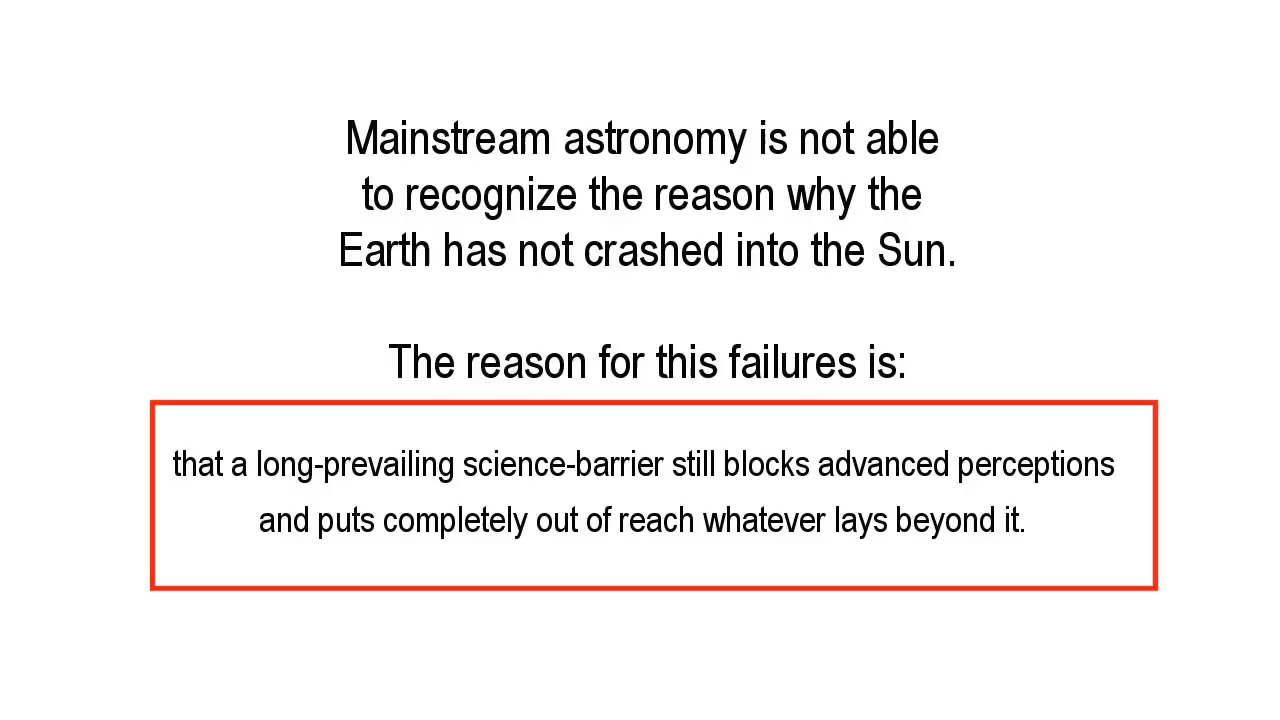 Mainstream astronomy is not able
to recognize the reason why the
Earth has not crashed into the Sun.
The reason for this failures is:
that a long-prevailing science-barrier still blocks advanced perceptions
and puts completely out of reach whatever lays beyond it.